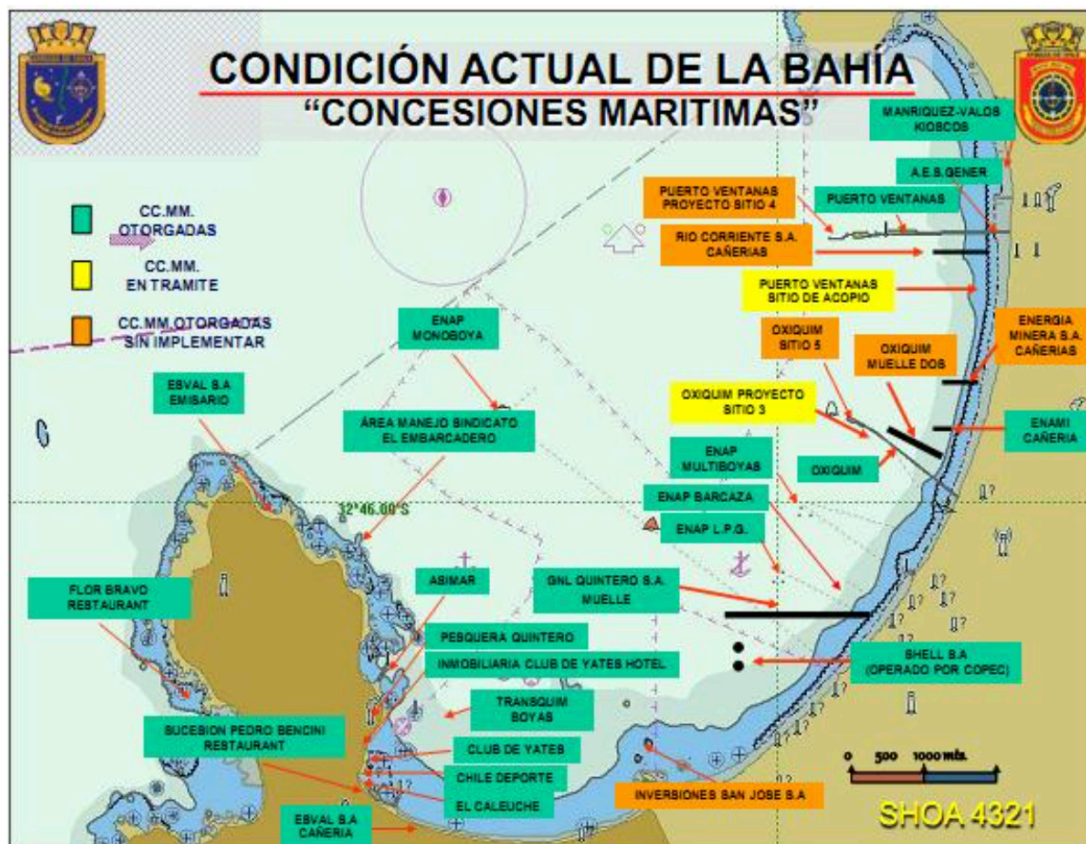 CONDICIÓN ACTUAL DE LA BAHÍA
“CONCESIONES MARITIMAS”
MANRIQUEZ-VALOS
KIOSCOS
A.E.S.GENER
PUERTO VENTANAS
PROYECTO SITIO 4
PUERTO VENTANAS
CC.MM.
OTORGADAS
RIO CORRIENTE S.A.
CAÑERIAS
CC.MM.
EN TRAMITE
PUERTO VENTANAS
SITIO DE ACOPIO
CC.MM.OTORGADAS
SIN IMPLEMENTAR
ENAP
MONOBOYA
OXIQUIM
SITIO 5
OXIQUIM
MUELLE DOS
ENERGIA
MINERA S.A.
CAÑERIAS
ESVAL S.A
EMISARIO
OXIQUIM PROYECTO
SITIO 3
ÁREA MANEJO SINDICATO
EL EMBARCADERO
ENAMI
CAÑERIA
ENAP
MULTIBOYAS
OXIQUIM
ENAP BARCAZA
32°46.00'S
ENAP L.P.G.
ABIMAR
GNL QUINTERO S.A.
MUELLE
FLOR BRAVO
RESTAURANT
PESQUERA QUINTERO
INMOBILIARIA CLUB DE YATES HOTEL
SHELL S.A
(OPERADO POR COPEC)
TRANSQUIM
BOYAS
SUCESION PEDRO BENCINI
RESTAURANT
CLUB DE YATES
CHILE DEPORTE
EL CALEUCHE
0 500 1000 mts.
INVERSIONES SAN JOSE S.A
ESVAL S.A
CAÑERIA
SHOA 4321